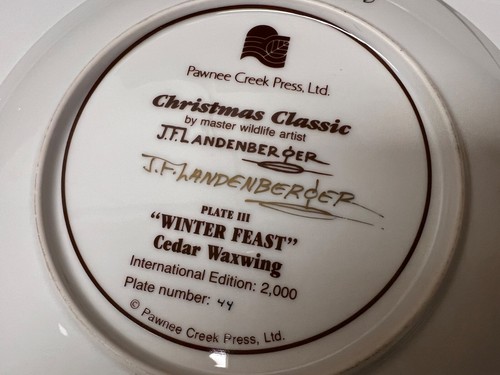 Pawnee Creek Press, Ltd.
Christmas Classic
by master wildlife artist
J.F. LANDENBERGER
J.F. LANDENBERGER
PLATE III
"WINTER FEAST"
Cedar Waxwing
International Edition: 2,000
Plate number: 44
© Pawnee Creek Press, Ltd.